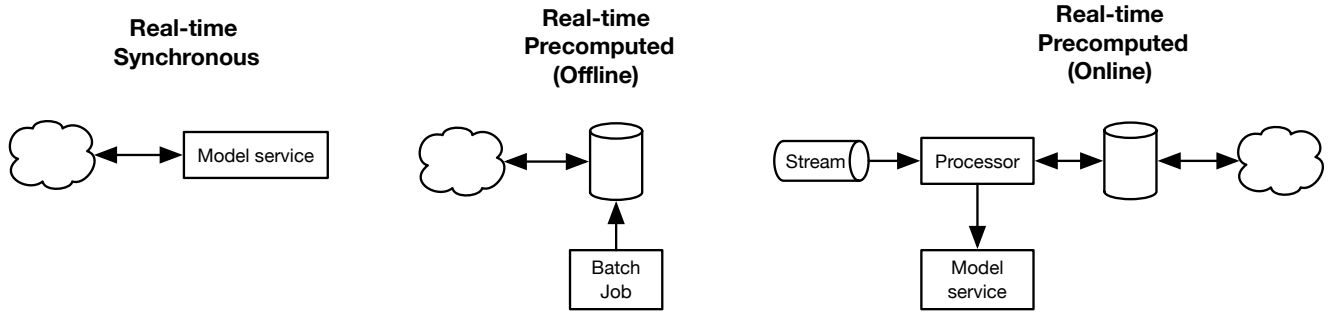 Real-time
Synchronous
Model service
Real-time
Precomputed
(Offline)
Batch
Job
Real-time
Precomputed
(Online)
Stream
Processor
Model
service